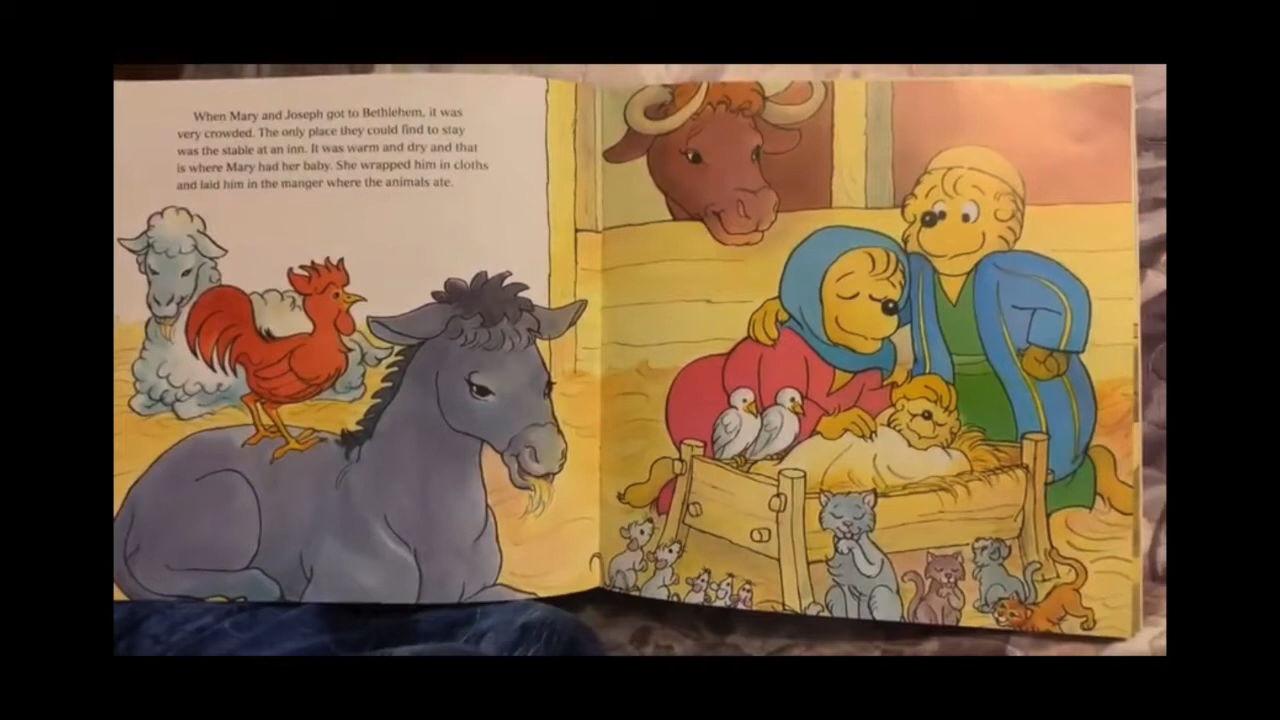 When Mary and Joseph got to Bethlehem, it was
very crowded. The only place they could find to stay
was the stable at an inn. It was warm and dry and that
is where Mary had her baby. She wrapped him in cloths
and laid him in the manger where the animals ate.